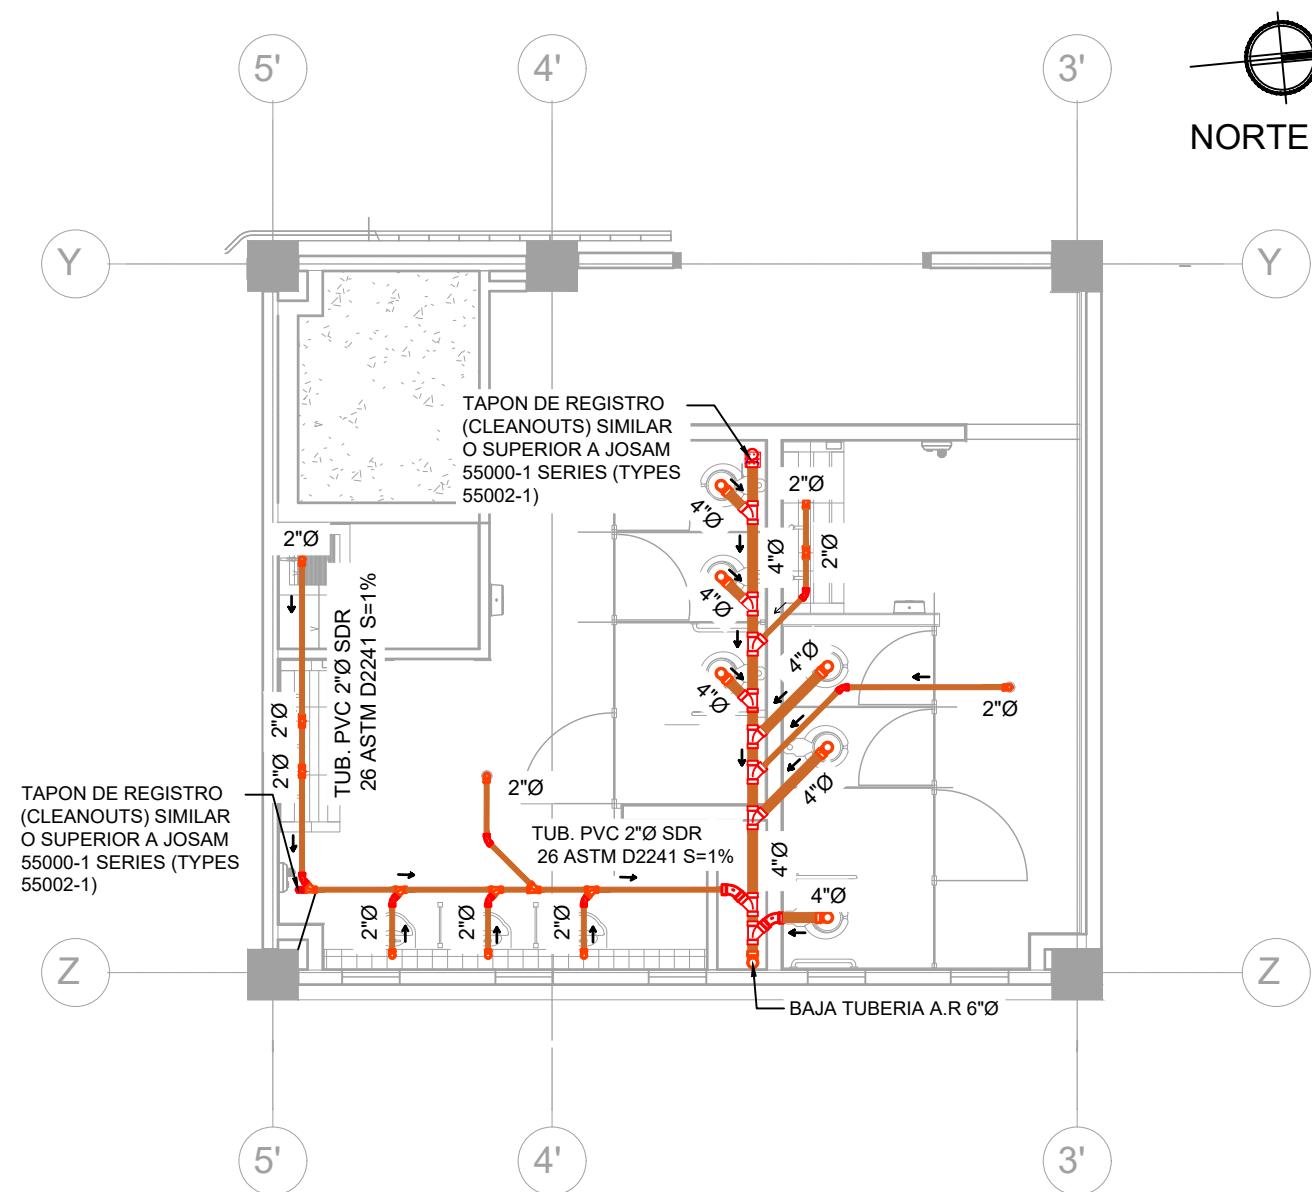 5'
4'
3'
NORTE
Y
Y
TAPON DE REGISTRO
(CLEANOUTS) SIMILAR
O SUPERIOR A JOSAM
55000-1 SERIES (TYPES
55002-1)
2"Ø
4"Ø
4"Ø
2"Ø
2"Ø
4"Ø
TUB. PVC 2"Ø SDR
26 ASTM D2241 S=1%
4"Ø
4"Ø
2"Ø
2"Ø
2"Ø
2"Ø
4"Ø
TAPON DE REGISTRO
(CLEANOUTS) SIMILAR
O SUPERIOR A JOSAM
55000-1 SERIES (TYPES
55002-1)
TUB. PVC 2"Ø SDR
26 ASTM D2241 S=1%
4"Ø
4"Ø
2"Ø
2"Ø
2"Ø
Z
Z
BAJA TUBERIA A.R 6"Ø
5'
4'
3'